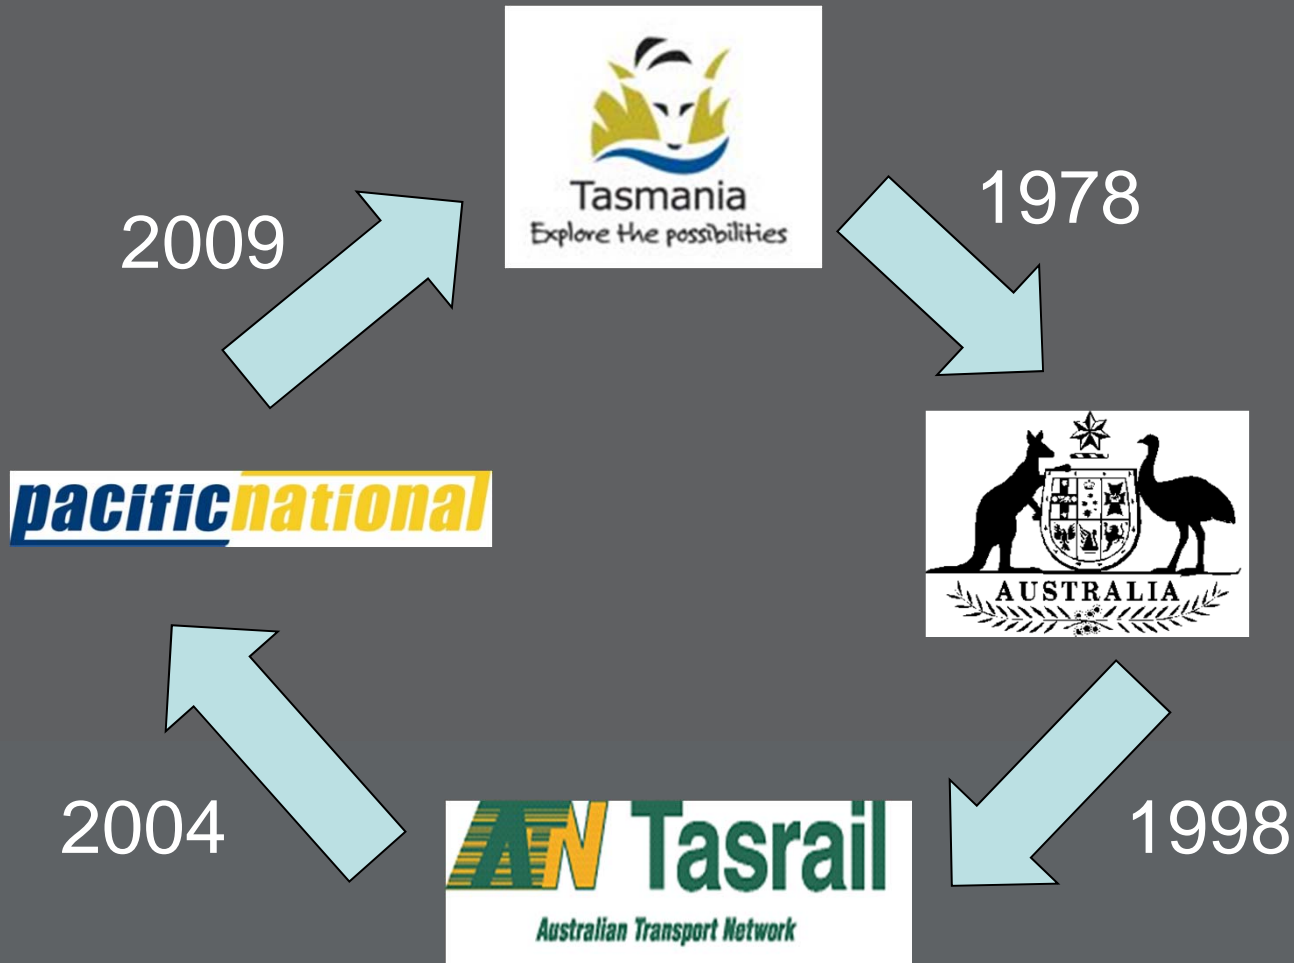 Tasmania
Explore the possibilities
1978
2009
pacificnational
AUSTRALIA
2004
1998
ATN Tasrail
Australian Transport Network